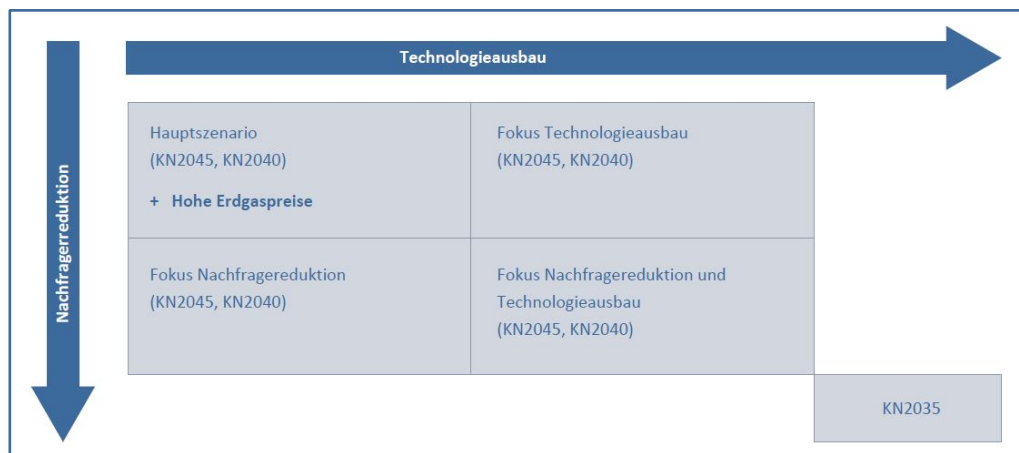 Technologieausbau
Nachfragerreduktion
Hauptszenario
(KN2045, KN2040)
+ Hohe Erdgaspreise
Fokus Technologieausbau
(KN2045, KN2040)
Fokus Nachfragereduktion
(KN2045, KN2040)
Fokus Nachfragereduktion und
Technologieausbau
(KN2045, KN2040)
KN2035